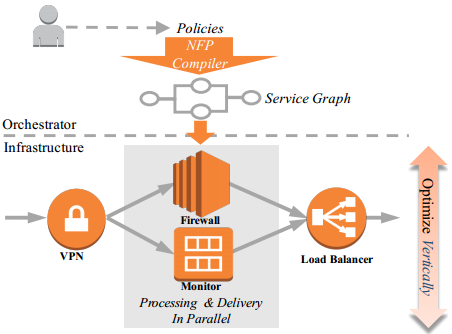 Policies
NFP
Compiler
Service Graph
Orchestrator
Infrastructure
Firewall
VPN
Load Balancer
Monitor
Processing & Delivery
In Parallel
Optimize Vertically